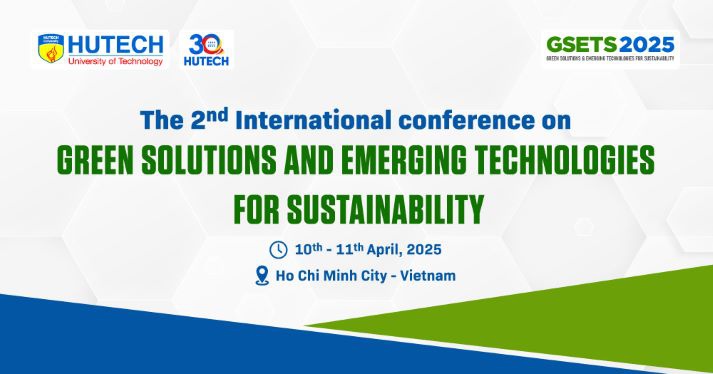 HUTECH
University of Technology
30
HUTECH
GSETS2025
GREEN SOLUTIONS & EMERGING TECHNOLOGIES FOR SUSTAINABILITY
The 2nd International conference on
GREEN SOLUTIONS AND EMERGING TECHNOLOGIES
FOR SUSTAINABILITY
10th - 11th April, 2025
Ho Chi Minh City - Vietnam